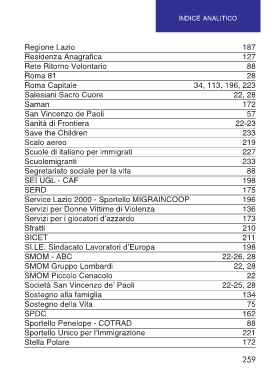 INDICE ANALITICO
Regione Lazio 187
Residenza Anagrafica 127
Rete Ritorno Volontario 88
Roma 81 28
Roma Capitale 34, 113, 196, 223
Salesiani Sacro Cuore 22, 28
Saman 172
San Vincenzo de Paoli 57
Sanità di Frontiera 22-23
Save the Children 233
Scalo aereo 219
Scuole di italiano per immigrati 227
Scuolemigranti 233
Segretariato sociale per la vita 88
SEI UGL - CAF 198
SERD 175
Service Lazio 2000 - Sportello MIGRAINCOOP 196
Servizi per Donne Vittime di Violenza 136
Servizi per i giocatori d'azzardo 173
Sfratti 210
SICET 211
SI.LE. Sindacato Lavoratori d'Europa 198
SMOM - ABC 22-26, 28
SMOM Gruppo Lombardi 22, 28
SMOM Piccolo Cenacolo 22
Società San Vincenzo de' Paoli 22-25, 28
Sostegno alla famiglia 134
Sostegno della Vita 75
SPDC 162
Sportello Penelope - COTRAD 88
Sportello Unico per l'Immigrazione 221
Stella Polare 172
259